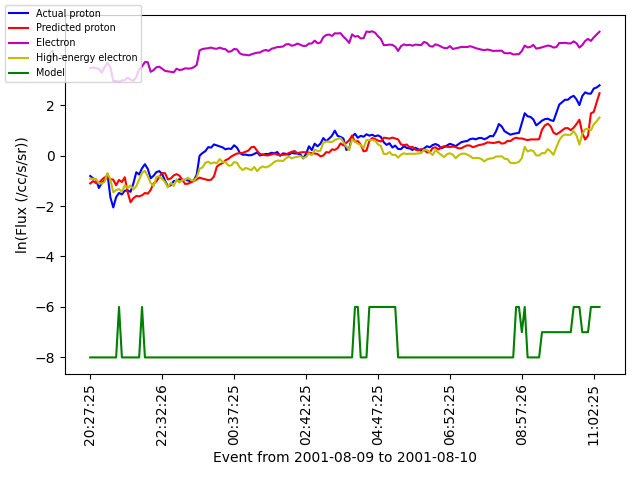 Actual proton
Predicted proton
Electron
High-energy electron
Model
ln(Flux (/cc/s/sr))
2
0
−2
−4
−6
−8
20:27:25
22:32:26
00:37:25
02:42:25
04:47:25
06:52:25
08:57:26
11:02:25
Event from 2001-08-09 to 2001-08-10